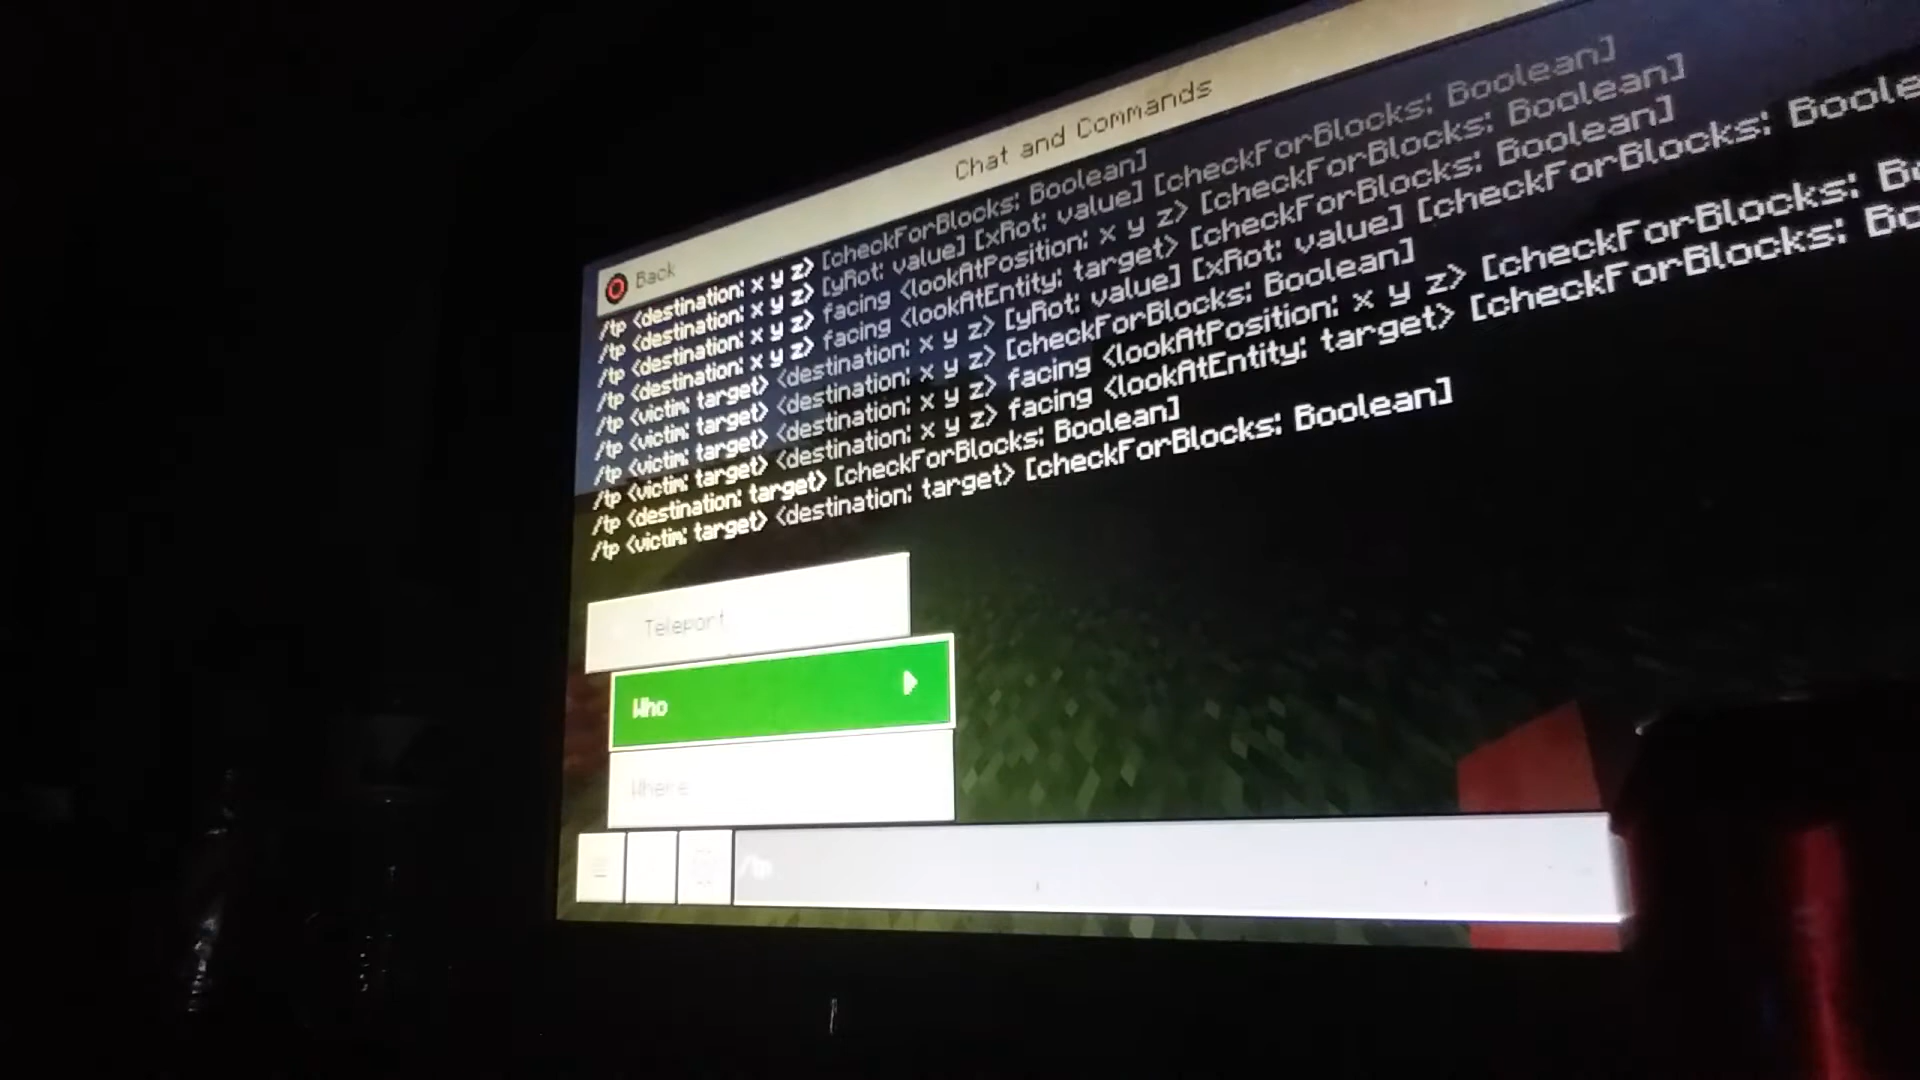 Chat and Commands
Back
/tp <destination: x y z> [checkForBlocks: Boolean]
/tp <destination: x y z> [yRot: value] [xRot: value] [checkForBlocks: Boolean]
/tp <destination: x y z> facing <lookAtPosition: x y z> [checkForBlocks: Boolean]
/tp <destination: x y z> facing <lookAtEntity: target> [checkForBlocks: Boolean]
/tp <victim: target> <destination: x y z> [yRot: value] [xRot: value] [checkForBlocks: Boole
/tp <victim: target> <destination: x y z> [checkForBlocks: Boolean]
/tp <victim: target> <destination: x y z> facing <lookAtPosition: x y z> [checkForBlocks: Bo
/tp <victim: target> <destination: x y z> facing <lookAtEntity: target> [checkForBlocks: Bo
/tp <destination: target> [checkForBlocks: Boolean]
/tp <victim: target> <destination: target> [checkForBlocks: Boolean]
Teleport
Who
Where
/tp